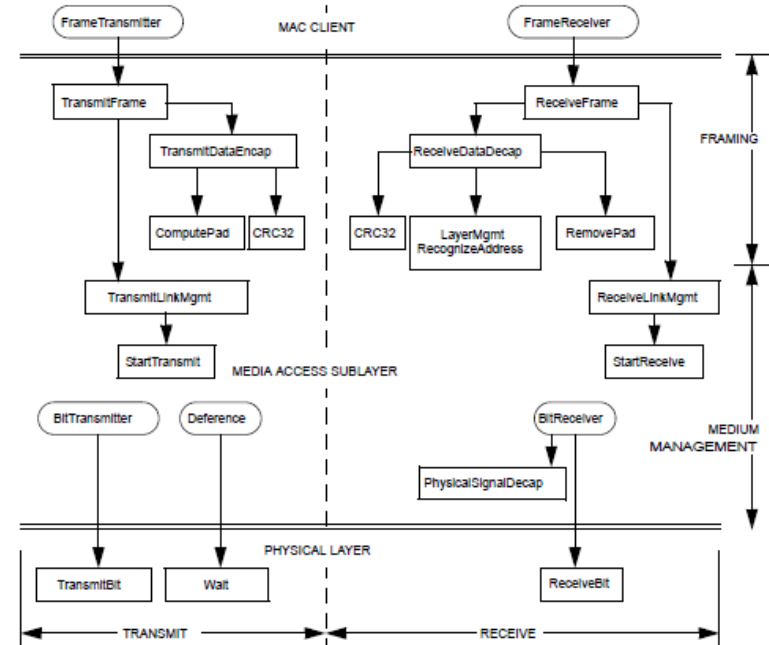 FrameTransmitter
MAC CLIENT
FrameReceiver
TransmitFrame
ReceiveFrame
FRAMING
TransmitDataEncap
ReceiveDataDecap
ComputePad
CRC32
CRC32
LayerMgmt
RecognizeAddress
RemovePad
TransmitLinkMgmt
ReceiveLinkMgmt
StartTransmit
MEDIA ACCESS SUBLAYER
StartReceive
BitTransmitter
Deference
BitReceiver
MEDIUM
MANAGEMENT
PhysicalSignalDecap
PHYSICAL LAYER
TransmitBit
Wait
ReceiveBit
TRANSMIT
RECEIVE